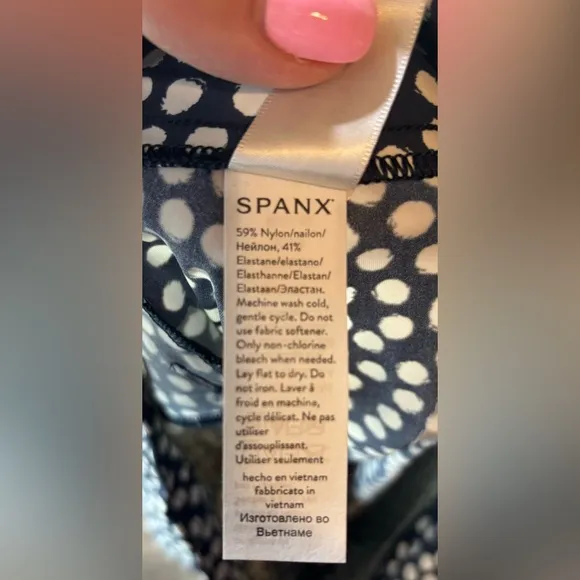 SPANX
59% Nylon/nailon/
Нейлон, 41%
Elastane/elastano/
Elasthanne/Elastan/
Elastaan/Эластан.
Machine wash cold,
gentle cycle. Do not
use fabric softener.
Only non-chlorine
bleach when needed.
Lay flat to dry. Do
not iron. Laver à
froid en machine,
cycle délicat. Ne pas
utiliser
d'assouplissant.
Utiliser seulement
hecho en vietnam
fabbricato in
vietnam
Изготовлено во
Вьетнаме